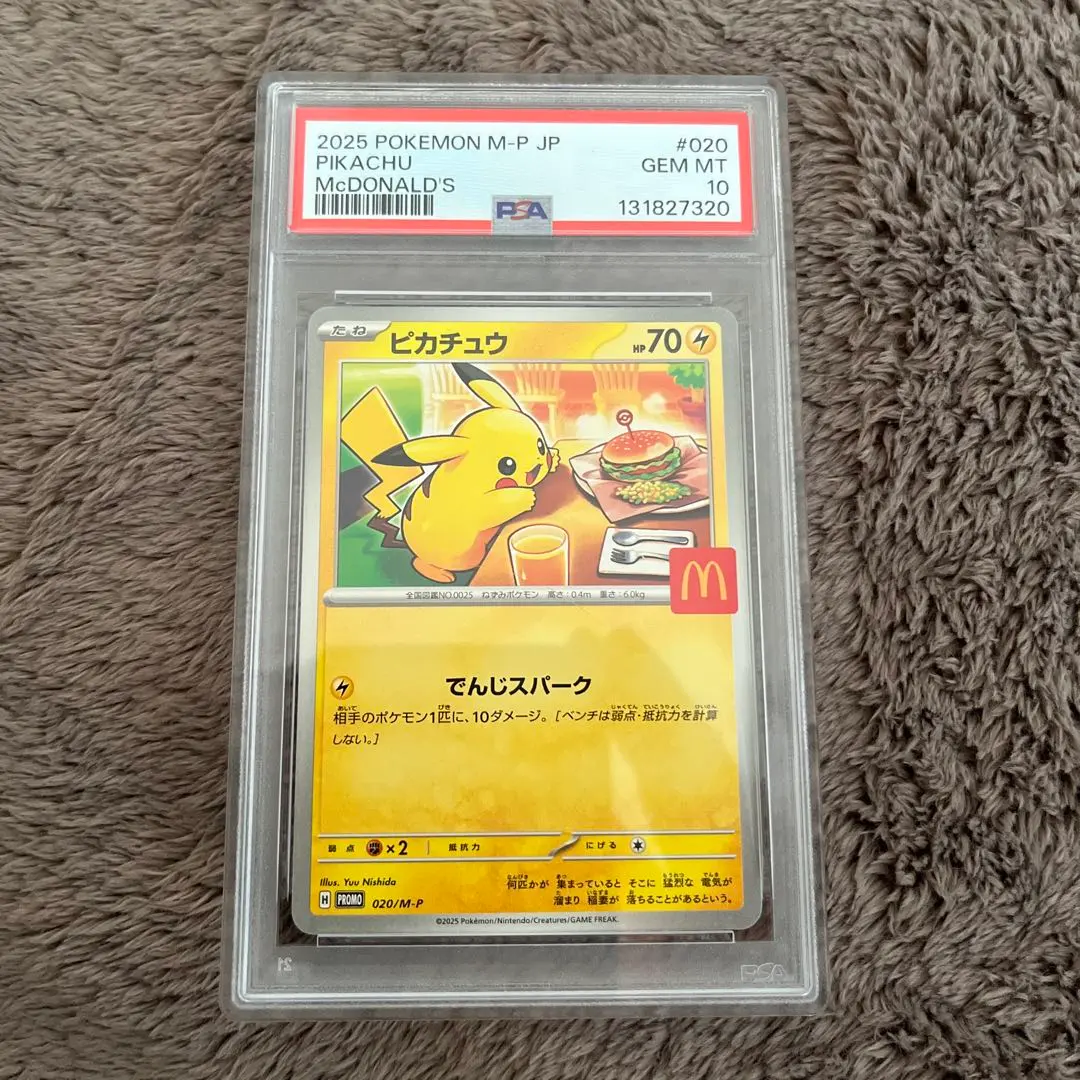 2025 POKEMON M-P JP #020
PIKACHU GEM MT
McDONALD'S 10
PSA 131827320
たね ピカチュウ HP70
M
全国図鑑NO.0025 ねずみポケモン 高さ:0.4m 重さ:6.0kg
でんじスパーク
相手のポケモン1匹に、10ダメージ。[ベンチは弱点・抵抗力を計算
しない。]
弱点 ×2 抵抗力 にげる
Illus. Yuu Nishida
何匹かが 集まっていると そこに 猛烈な 電気が
溜まり 稲妻が 落ちることがあるという。
H PROMO 020/M-P
©2025 Pokémon/Nintendo/Creatures/GAME FREAK.
PSA